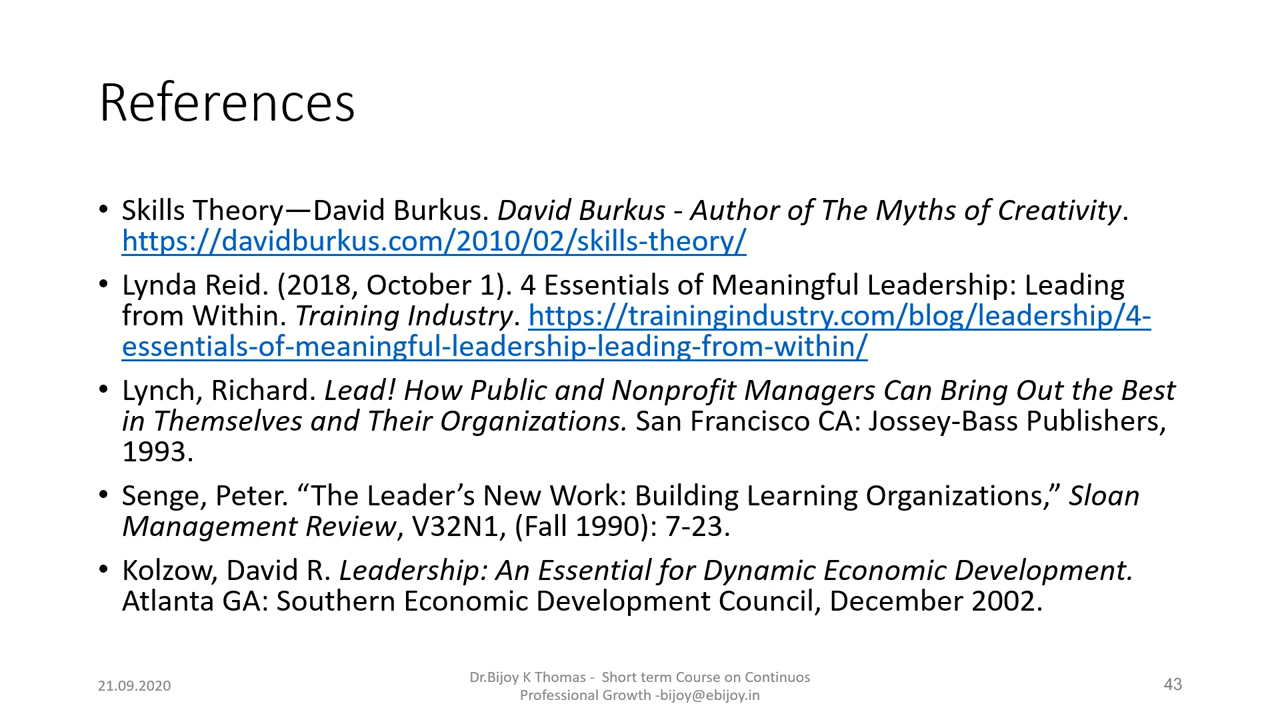 References
• Skills Theory—David Burkus. David Burkus - Author of The Myths of Creativity.
https://davidburkus.com/2010/02/skills-theory/
• Lynda Reid. (2018, October 1). 4 Essentials of Meaningful Leadership: Leading
from Within. Training Industry. https://trainingindustry.com/blog/leadership/4-
essentials-of-meaningful-leadership-leading-from-within/
• Lynch, Richard. Lead! How Public and Nonprofit Managers Can Bring Out the Best
in Themselves and Their Organizations. San Francisco CA: Jossey-Bass Publishers,
1993.
• Senge, Peter. “The Leader’s New Work: Building Learning Organizations,” Sloan
Management Review, V32N1, (Fall 1990): 7-23.
• Kolzow, David R. Leadership: An Essential for Dynamic Economic Development.
Atlanta GA: Southern Economic Development Council, December 2002.
21.09.2020
Dr.Bijoy K Thomas - Short term Course on Continuos
Professional Growth -bijoy@ebijoy.in
43